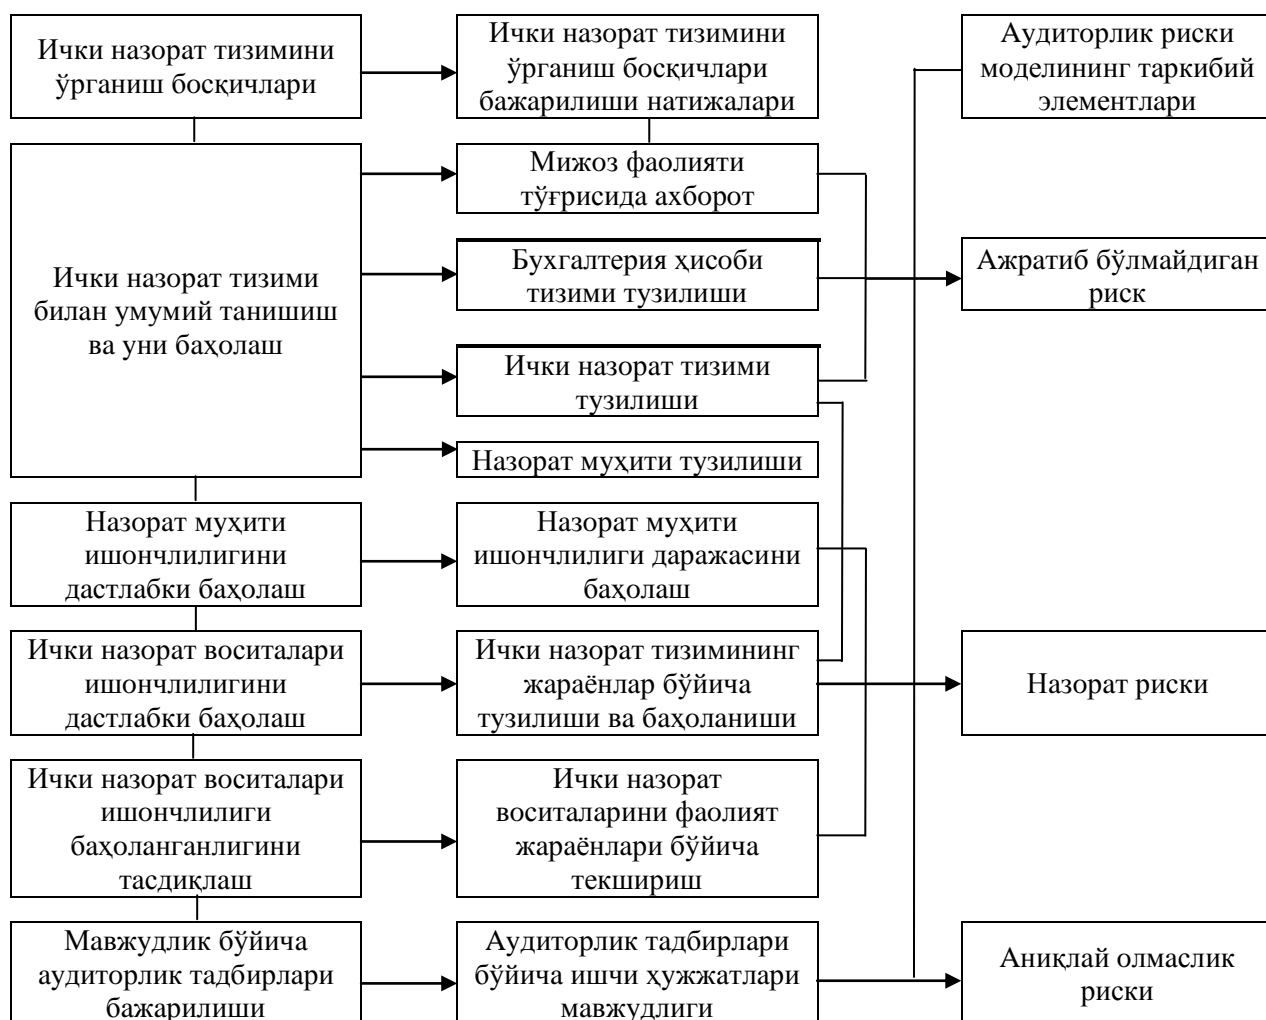 Ички назорат тизимини
ўрганиш босқичлари
Ички назорат тизимини
ўрганиш босқичлари
бажарилиши натижалари
Аудиторлик риски
моделининг таркибий
элементлари
Ички назорат тизими
билан умумий танишиш
ва уни баҳолаш
Мижоз фаолияти
тўғрисида ахборот
Бухгалтерия ҳисоби
тизими тузилиши
Ажратиб бўлмайдиган
риск
Ички назорат тизими
тузилиши
Назорат муҳити тузилиши
Назорат муҳити
ишончлилигини
дастлабки баҳолаш
Назорат муҳити
ишончлилиги даражасини
баҳолаш
Ички назорат воситалари
ишончлилигини
дастлабки баҳолаш
Ички назорат тизимининг
жараёнлар бўйича
тузилиши ва баҳоланиши
Назорат риски
Ички назорат воситалари
ишончлилиги
баҳоланганлигини
тасдиқлаш
Ички назорат
воситаларини фаолият
жараёнлари бўйича
текшириш
Мавжудлик бўйича
аудиторлик тадбирлари
бажарилиши
Аудиторлик тадбирлари
бўйича ишчи ҳужжатлари
мавжудлиги
Аниқлай олмаслик
риски